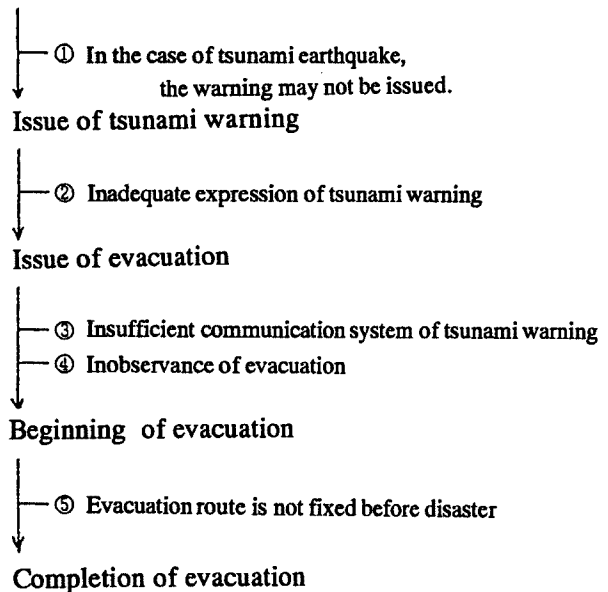 ① In the case of tsunami earthquake,
the warning may not be issued.
Issue of tsunami warning
② Inadequate expression of tsunami warning
Issue of evacuation
③ Insufficient communication system of tsunami warning
④ Inobservance of evacuation
Beginning of evacuation
⑤ Evacuation route is not fixed before disaster
Completion of evacuation